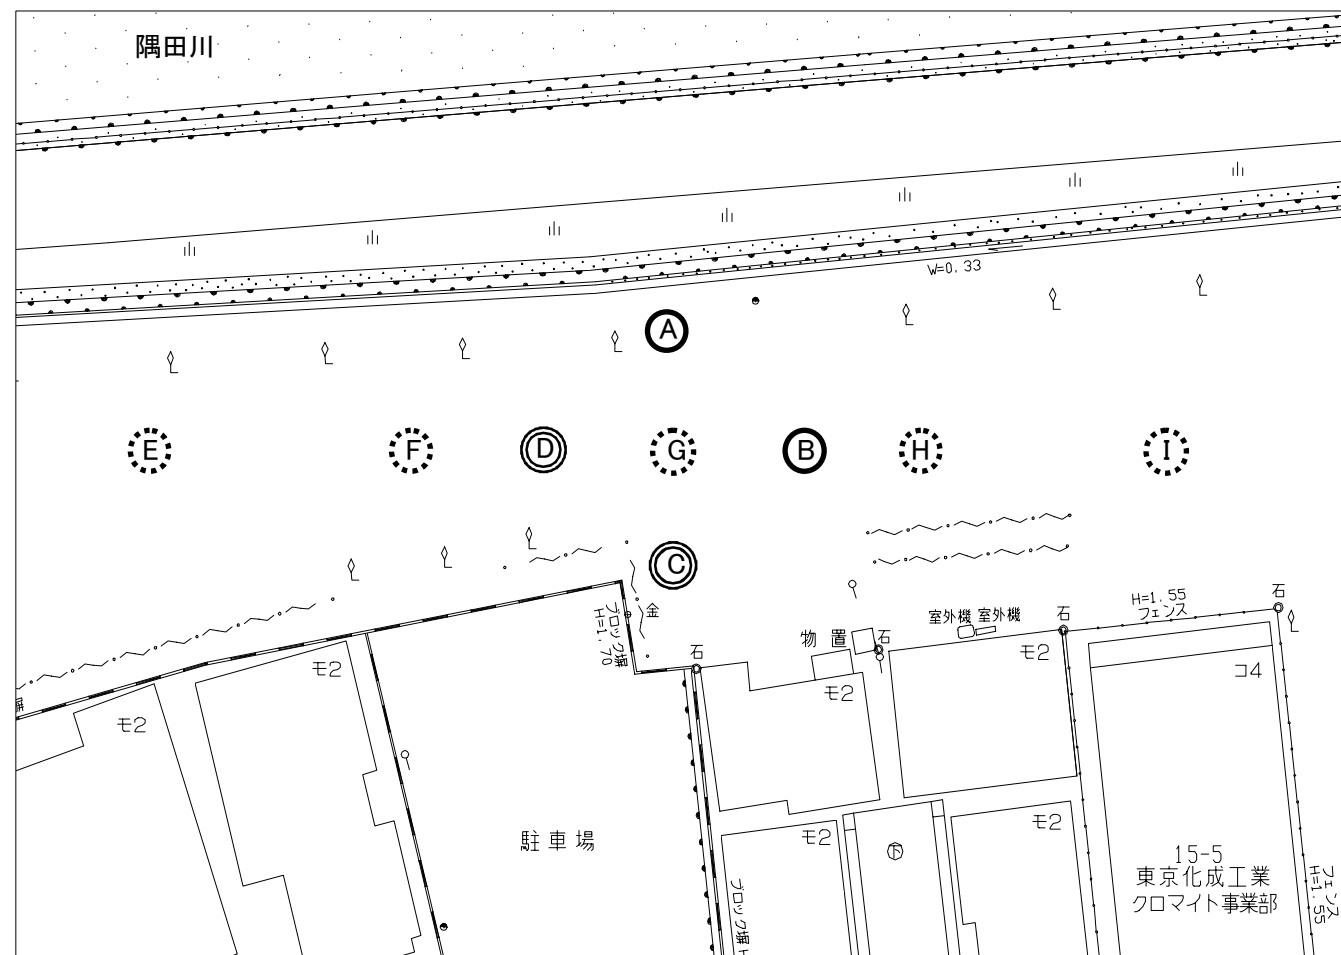 隅田川
W=0.33
A
E
F
D
G
B
H
I
C
金
ブロック塀
H=1.70
物置
石
石
室外機 室外機
石
H=1.55
フェンス
石
モ2
モ2
モ2
モ2
コ4
モ2
モ2
駐車場
下
15-5
東京化成工業
クロマイト事業部
フェンス
H=1.55
ブロック塀